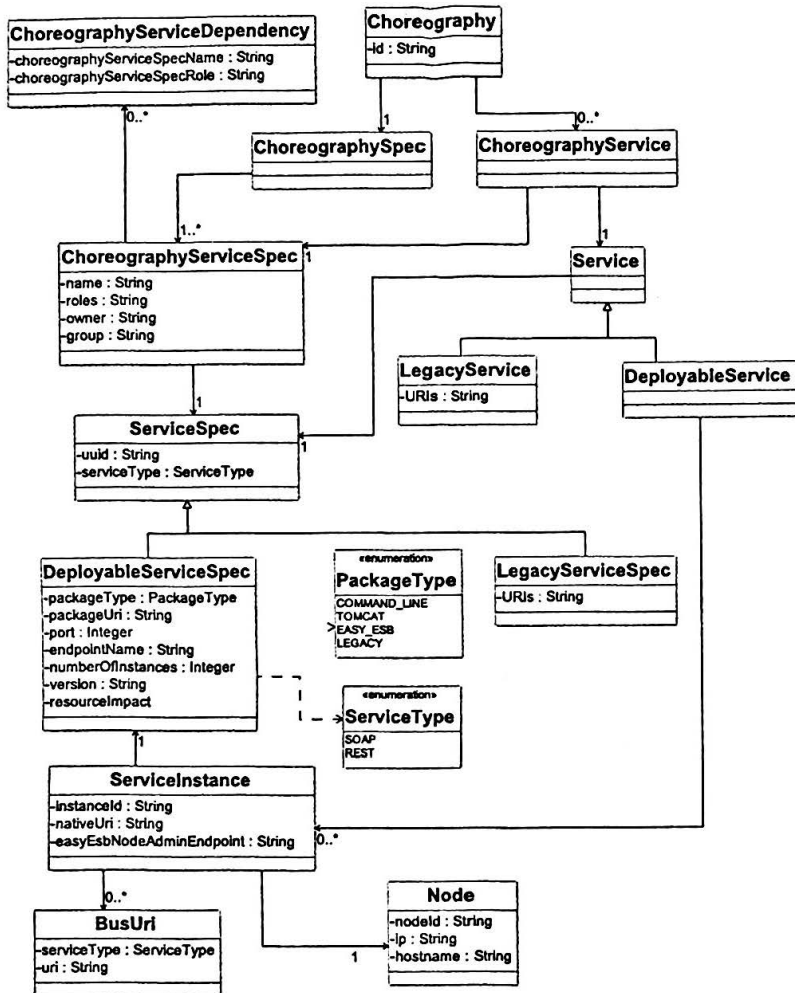 ChoreographyServiceDependency
-choreographyServiceSpecName : String
-choreographyServiceSpecRole : String
Choreography
-id : String
0..*
1
0..*
ChoreographySpec
ChoreographyService
1..*
1
1
ChoreographyServiceSpec
-name : String
-roles : String
-owner : String
-group : String
Service
LegacyService
-URIs : String
DeployableService
1
ServiceSpec
-uuid : String
-serviceType : ServiceType
1
DeployableServiceSpec
-packageType : PackageType
-packageUri : String
-port : Integer
-endpointName : String
-numberOfInstances : Integer
-version : String
-resourceImpact
«enumeration»
PackageType
COMMAND_LINE
TOMCAT
EASY_ESB
LEGACY
LegacyServiceSpec
-URIs : String
«enumeration»
ServiceType
SOAP
REST
1
ServiceInstance
-instanceId : String
-nativeUri : String
-easyEsbNodeAdminEndpoint : String
0..*
0..*
BusUri
-serviceType : ServiceType
-uri : String
1
Node
-nodeId : String
-ip : String
-hostname : String